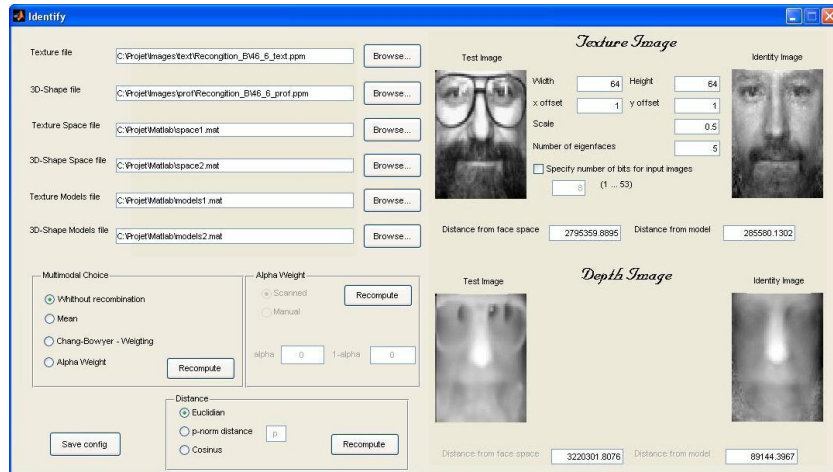 Identify
Texture file
C:\Projet\Images\text\Recongition_B\46_6_text.ppm
Browse...
3D-Shape file
C:\Projet\Images\prof\Recongition_B\46_6_prof.ppm
Browse...
Texture Space file
C:\Projet\Matlab\space1.mat
Browse...
3D-Shape Space file
C:\Projet\Matlab\space2.mat
Browse...
Texture Models file
C:\Projet\Matlab\models1.mat
Browse...
3D-Shape Models file
C:\Projet\Matlab\models2.mat
Browse...
Multimodal Choice
Whithout recombination
Mean
Chang-Bowyer - Weigting
Alpha Weight
Recompute
Alpha Weight
Scanned
Manual
Recompute
alpha 0 1-alpha 0
Distance
Euclidian
p-norm distance p
Cosinus
Recompute
Save config
Texture Image
Test Image
Identity Image
Width 64 Height 64
x offset 1 y offset 1
Scale 0.5
Number of eigenfaces 5
Specify number of bits for input images
8 (1 ... 53)
Distance from face space 2795359.8895 Distance from model 285580.1302
Depth Image
Test Image
Identity Image
Distance from face space 3220301.8076 Distance from model 89144.3967